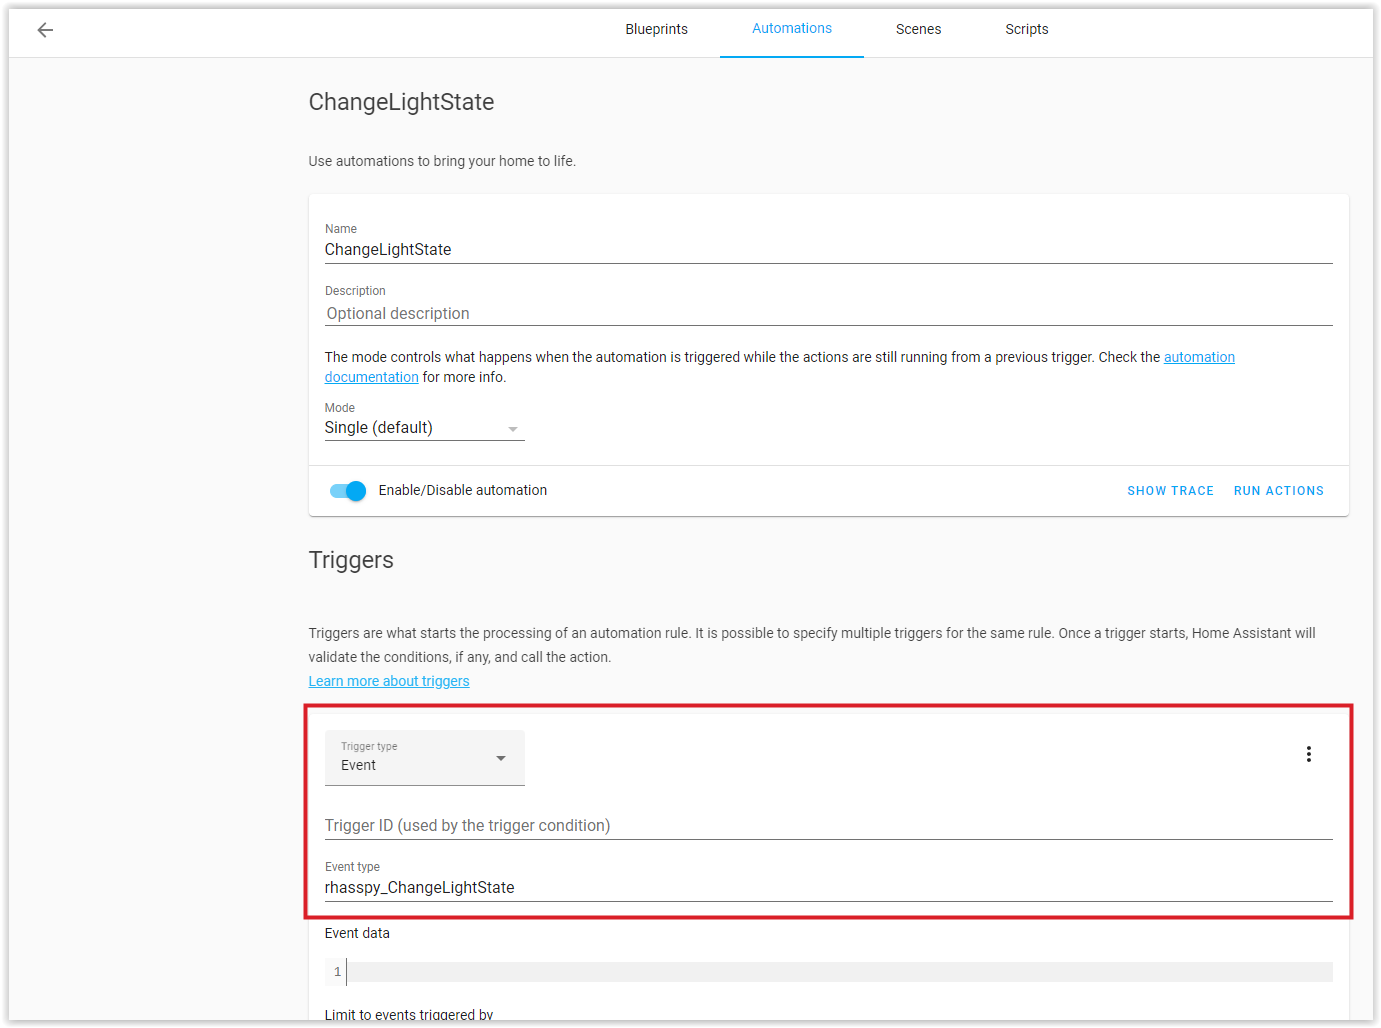 Blueprints
Automations
Scenes
Scripts
ChangeLightState
Use automations to bring your home to life.
Name
ChangeLightState
Description
Optional description
The mode controls what happens when the automation is triggered while the actions are still running from a previous trigger. Check the automation
documentation for more info.
Mode
Single (default)
Enable/Disable automation
SHOW TRACE
RUN ACTIONS
Triggers
Triggers are what starts the processing of an automation rule. It is possible to specify multiple triggers for the same rule. Once a trigger starts, Home Assistant will
validate the conditions, if any, and call the action.
Learn more about triggers
Trigger type
Event
Trigger ID (used by the trigger condition)
Event type
rhasspy_ChangeLightState
Event data
1
Limit to events triggered by